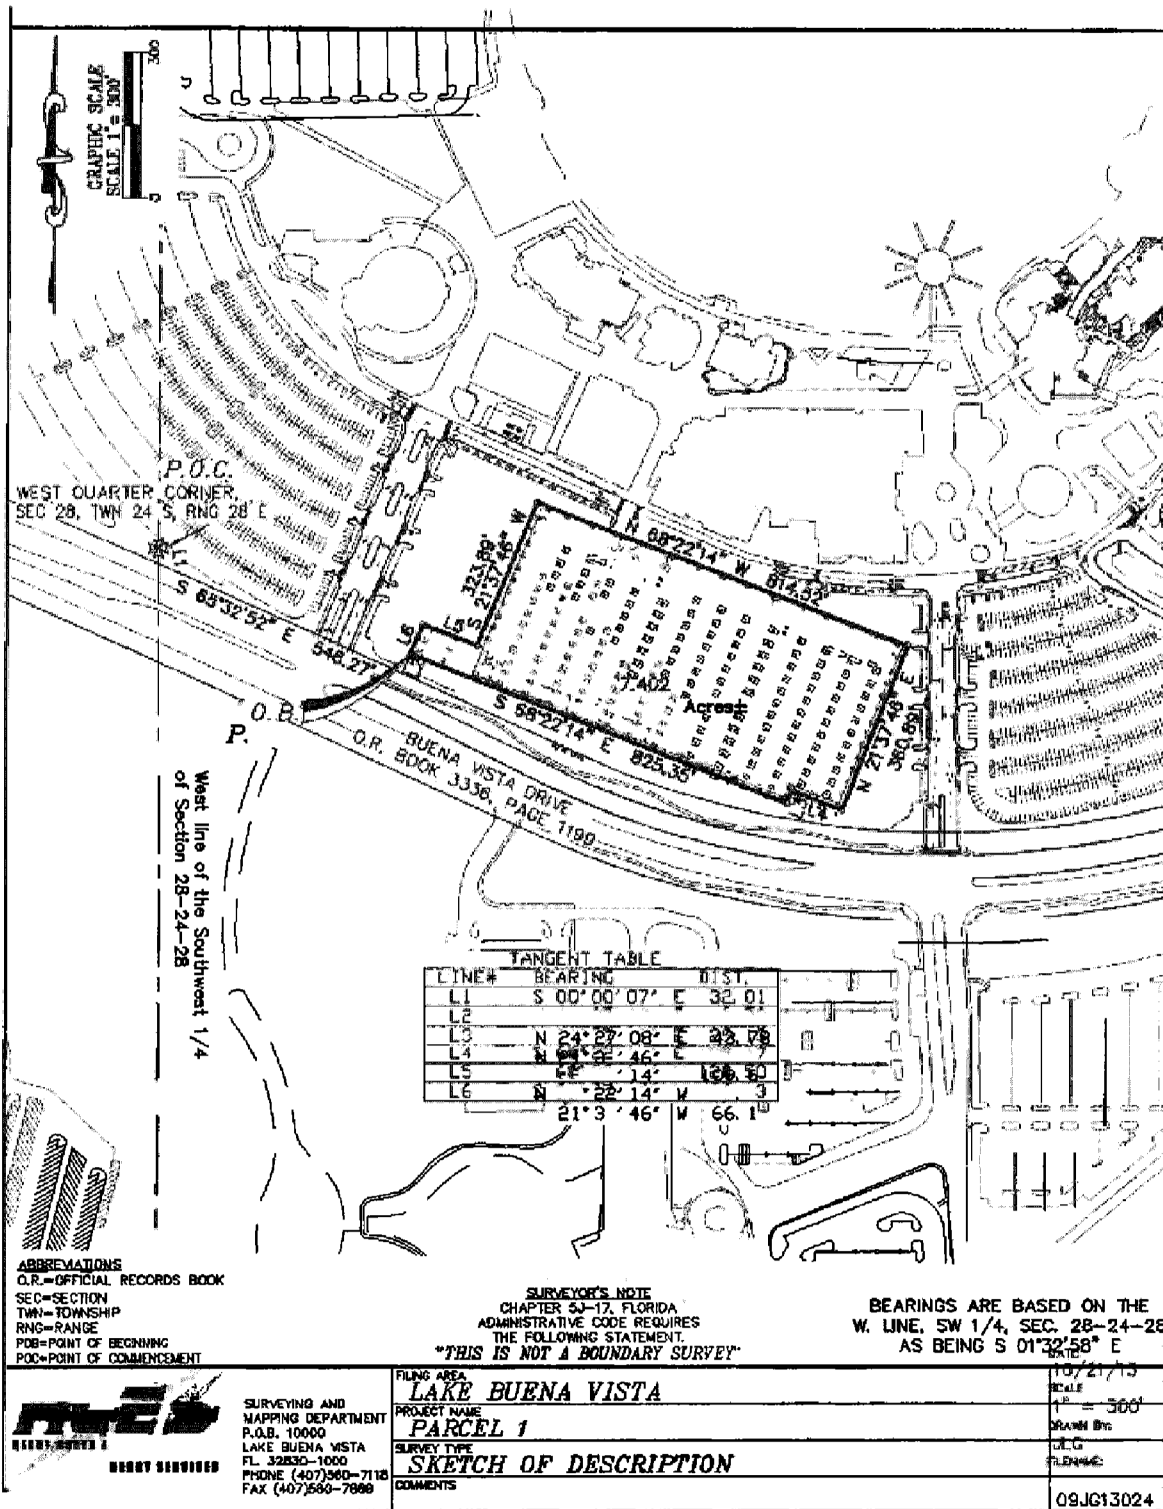 GRAPHIC SCALE
SCALE 1" = 300'
0
300
P.O.C.
WEST QUARTER CORNER,
SEC 28, TWN 24 S, RNG 28 E
L1
S 68°32'52" E
548.27'
L6
L5
323.89'
S 21°37'46" W
N 68°22'14" W 814.52'
7.402
Acres±
S 68°22'14" E 825.35'
N 21°37'46" E
360.89'
L4
P.
O.B.
BUENA VISTA DRIVE
O.R. BOOK 3336, PAGE 1190
West line of the Southwest 1/4
of Section 28-24-28
TANGENT TABLE
LINE# BEARING DIST.
L1 S 00°00'07" E 32.01
L2
L3 N 24°27'08" E
L4 46" E 7
L5 14"
L6 N °22'14" W 3
21°3 '46" W 66.1
ABBREVIATIONS
O.R.=OFFICIAL RECORDS BOOK
SEC=SECTION
TWN=TOWNSHIP
RNG=RANGE
POB=POINT OF BEGINNING
POC=POINT OF COMMENCEMENT
SURVEYOR'S NOTE
CHAPTER 5J-17, FLORIDA
ADMINISTRATIVE CODE REQUIRES
THE FOLLOWING STATEMENT.
"THIS IS NOT A BOUNDARY SURVEY"
BEARINGS ARE BASED ON THE
W. LINE, SW 1/4, SEC. 28-24-28
AS BEING S 01°32'58" E
SURVEYING AND
MAPPING DEPARTMENT
P.O.B. 10000
LAKE BUENA VISTA
FL. 32830-1000
PHONE (407)560-7118
FAX (407)560-7868
FILING AREA
LAKE BUENA VISTA
PROJECT NAME
PARCEL 1
SURVEY TYPE
SKETCH OF DESCRIPTION
COMMENTS
DATE
10/21/13
SCALE
1" = 300'
DRAWN BY:
JLG
FILENAME:
09JG13024